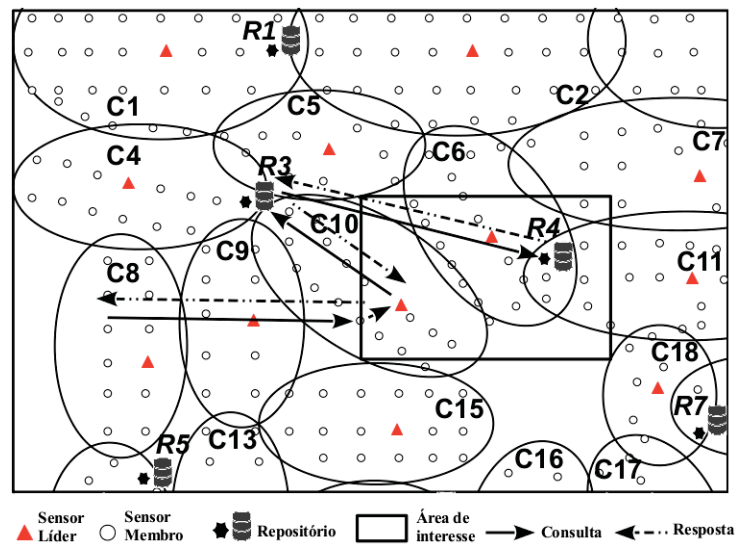 R1
C1
C5
C2
C4
C6
C7
R3
C10
R4
C9
C8
C11
C18
R7
C15
C13
R5
C16
C17
Sensor Líder
Sensor Membro
Repositório
Área de interesse
Consulta
Resposta